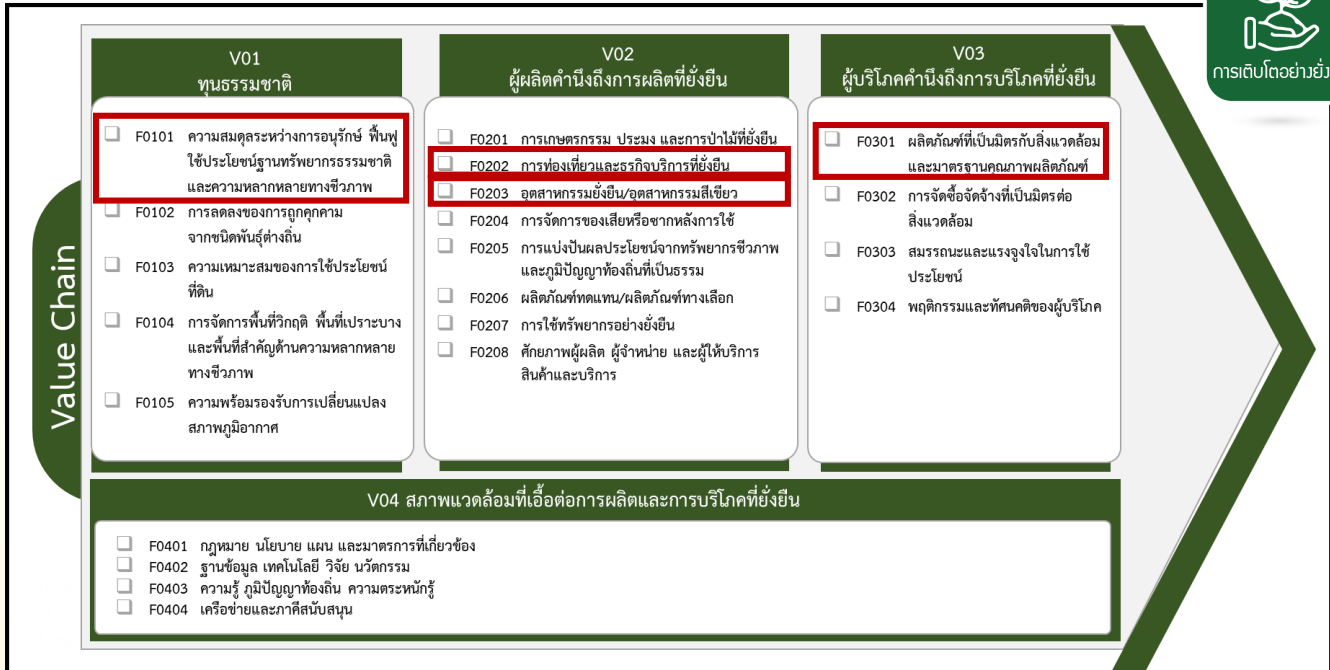 การเติบโตอย่างยั่
Value Chain
V01
ทุนธรรมชาติ
F0101 ความสมดุลระหว่างการอนุรักษ์ ฟื้นฟู
ใช้ประโยชน์ฐานทรัพยากรธรรมชาติ
และความหลากหลายทางชีวภาพ
F0102 การลดลงของการถูกคุกคาม
จากชนิดพันธุ์ต่างถิ่น
F0103 ความเหมาะสมของการใช้ประโยชน์
ที่ดิน
F0104 การจัดการพื้นที่วิกฤติ พื้นที่เปราะบาง
และพื้นที่สำคัญด้านความหลากหลาย
ทางชีวภาพ
F0105 ความพร้อมรองรับการเปลี่ยนแปลง
สภาพภูมิอากาศ
V02
ผู้ผลิตคำนึงถึงการผลิตที่ยั่งยืน
F0201 การเกษตรกรรม ประมง และการป่าไม้ที่ยั่งยืน
F0202 การท่องเที่ยวและธุรกิจบริการที่ยั่งยืน
F0203 อุตสาหกรรมยั่งยืน/อุตสาหกรรมสีเขียว
F0204 การจัดการของเสียหรือซากหลังการใช้
F0205 การแบ่งปันผลประโยชน์จากทรัพยากรชีวภาพ
และภูมิปัญญาท้องถิ่นที่เป็นธรรม
F0206 ผลิตภัณฑ์ทดแทน/ผลิตภัณฑ์ทางเลือก
F0207 การใช้ทรัพยากรอย่างยั่งยืน
F0208 ศักยภาพผู้ผลิต ผู้จำหน่าย และผู้ให้บริการ
สินค้าและบริการ
V03
ผู้บริโภคคำนึงถึงการบริโภคที่ยั่งยืน
F0301 ผลิตภัณฑ์ที่เป็นมิตรกับสิ่งแวดล้อม
และมาตรฐานคุณภาพผลิตภัณฑ์
F0302 การจัดซื้อจัดจ้างที่เป็นมิตรต่อ
สิ่งแวดล้อม
F0303 สมรรถนะและแรงจูงใจในการใช้
ประโยชน์
F0304 พฤติกรรมและทัศนคติของผู้บริโภค
V04 สภาพแวดล้อมที่เอื้อต่อการผลิตและการบริโภคที่ยั่งยืน
F0401 กฎหมาย นโยบาย แผน และมาตรการที่เกี่ยวข้อง
F0402 ฐานข้อมูล เทคโนโลยี วิจัย นวัตกรรม
F0403 ความรู้ ภูมิปัญญาท้องถิ่น ความตระหนักรู้
F0404 เครือข่ายและภาคีสนับสนุน